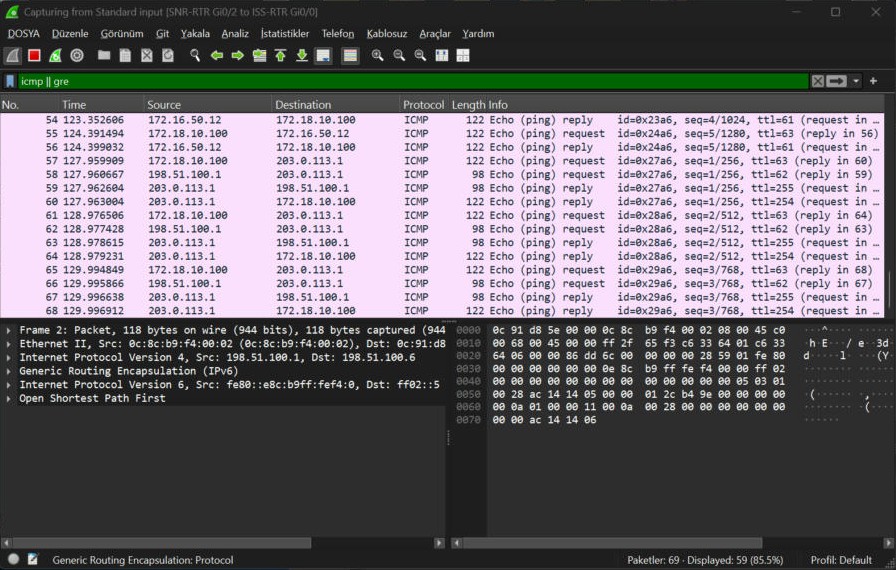 Capturing from Standard input [SNR-RTR Gi0/2 to ISS-RTR Gi0/0]
DOSYA Düzenle Görünüm Git Yakala Analiz İstatistikler Telefon Kablosuz Araçlar Yardım
icmp || gre
No. Time Source Destination Protocol Length Info
54 123.352606 172.16.50.12 172.18.10.100 ICMP 122 Echo (ping) reply id=0x23a6, seq=4/1024, ttl=61 (request in …
55 124.391494 172.18.10.100 172.16.50.12 ICMP 122 Echo (ping) request id=0x24a6, seq=5/1280, ttl=63 (reply in 56)
56 124.399032 172.16.50.12 172.18.10.100 ICMP 122 Echo (ping) reply id=0x24a6, seq=5/1280, ttl=61 (request in …
57 127.959909 172.18.10.100 203.0.113.1 ICMP 122 Echo (ping) request id=0x27a6, seq=1/256, ttl=63 (reply in 60)
58 127.960667 198.51.100.1 203.0.113.1 ICMP 98 Echo (ping) request id=0x27a6, seq=1/256, ttl=62 (reply in 59)
59 127.962604 203.0.113.1 198.51.100.1 ICMP 98 Echo (ping) reply id=0x27a6, seq=1/256, ttl=255 (request in …
60 127.963004 203.0.113.1 172.18.10.100 ICMP 122 Echo (ping) reply id=0x27a6, seq=1/256, ttl=254 (request in …
61 128.976506 172.18.10.100 203.0.113.1 ICMP 122 Echo (ping) request id=0x28a6, seq=2/512, ttl=63 (reply in 64)
62 128.977428 198.51.100.1 203.0.113.1 ICMP 98 Echo (ping) request id=0x28a6, seq=2/512, ttl=62 (reply in 63)
63 128.978615 203.0.113.1 198.51.100.1 ICMP 98 Echo (ping) reply id=0x28a6, seq=2/512, ttl=255 (request in …
64 128.979231 203.0.113.1 172.18.10.100 ICMP 122 Echo (ping) reply id=0x28a6, seq=2/512, ttl=254 (request in …
65 129.994849 172.18.10.100 203.0.113.1 ICMP 122 Echo (ping) request id=0x29a6, seq=3/768, ttl=63 (reply in 68)
66 129.995866 198.51.100.1 203.0.113.1 ICMP 98 Echo (ping) request id=0x29a6, seq=3/768, ttl=62 (reply in 67)
67 129.996638 203.0.113.1 198.51.100.1 ICMP 98 Echo (ping) reply id=0x29a6, seq=3/768, ttl=255 (request in …
68 129.996912 203.0.113.1 172.18.10.100 ICMP 122 Echo (ping) reply id=0x29a6, seq=3/768, ttl=254 (request in …
Frame 2: Packet, 118 bytes on wire (944 bits), 118 bytes captured (944
Ethernet II, Src: 0c:8c:b9:f4:00:02 (0c:8c:b9:f4:00:02), Dst: 0c:91:d8
Internet Protocol Version 4, Src: 198.51.100.1, Dst: 198.51.100.6
Generic Routing Encapsulation (IPv6)
Internet Protocol Version 6, Src: fe80::e8c:b9ff:fef4:0, Dst: ff02::5
Open Shortest Path First
0000 0c 91 d8 5e 00 00 0c 8c b9 f4 00 02 08 00 45 c0 ···^···· ······E·
0010 00 68 00 45 00 00 ff 2f 65 f3 c6 33 64 01 c6 33 ·h·E···/ e··3d··3
0020 64 06 00 00 86 dd 6c 00 00 00 00 28 59 01 fe 80 d·····l· ···(Y···
0030 00 00 00 00 00 00 0e 8c b9 ff fe f4 00 00 ff 02 ········ ········
0040 00 00 00 00 00 00 00 00 00 00 00 00 00 05 03 01 ········ ········
0050 00 28 ac 14 14 05 00 00 01 2c b4 9e 00 00 00 00 ·(······ ·,······
0060 00 0a 01 00 00 11 00 0a 00 28 00 00 00 00 00 00 ········ ·(······
0070 00 00 ac 14 14 06 ······
Generic Routing Encapsulation: Protocol
Paketler: 69 · Displayed: 59 (85.5%)
Profil: Default